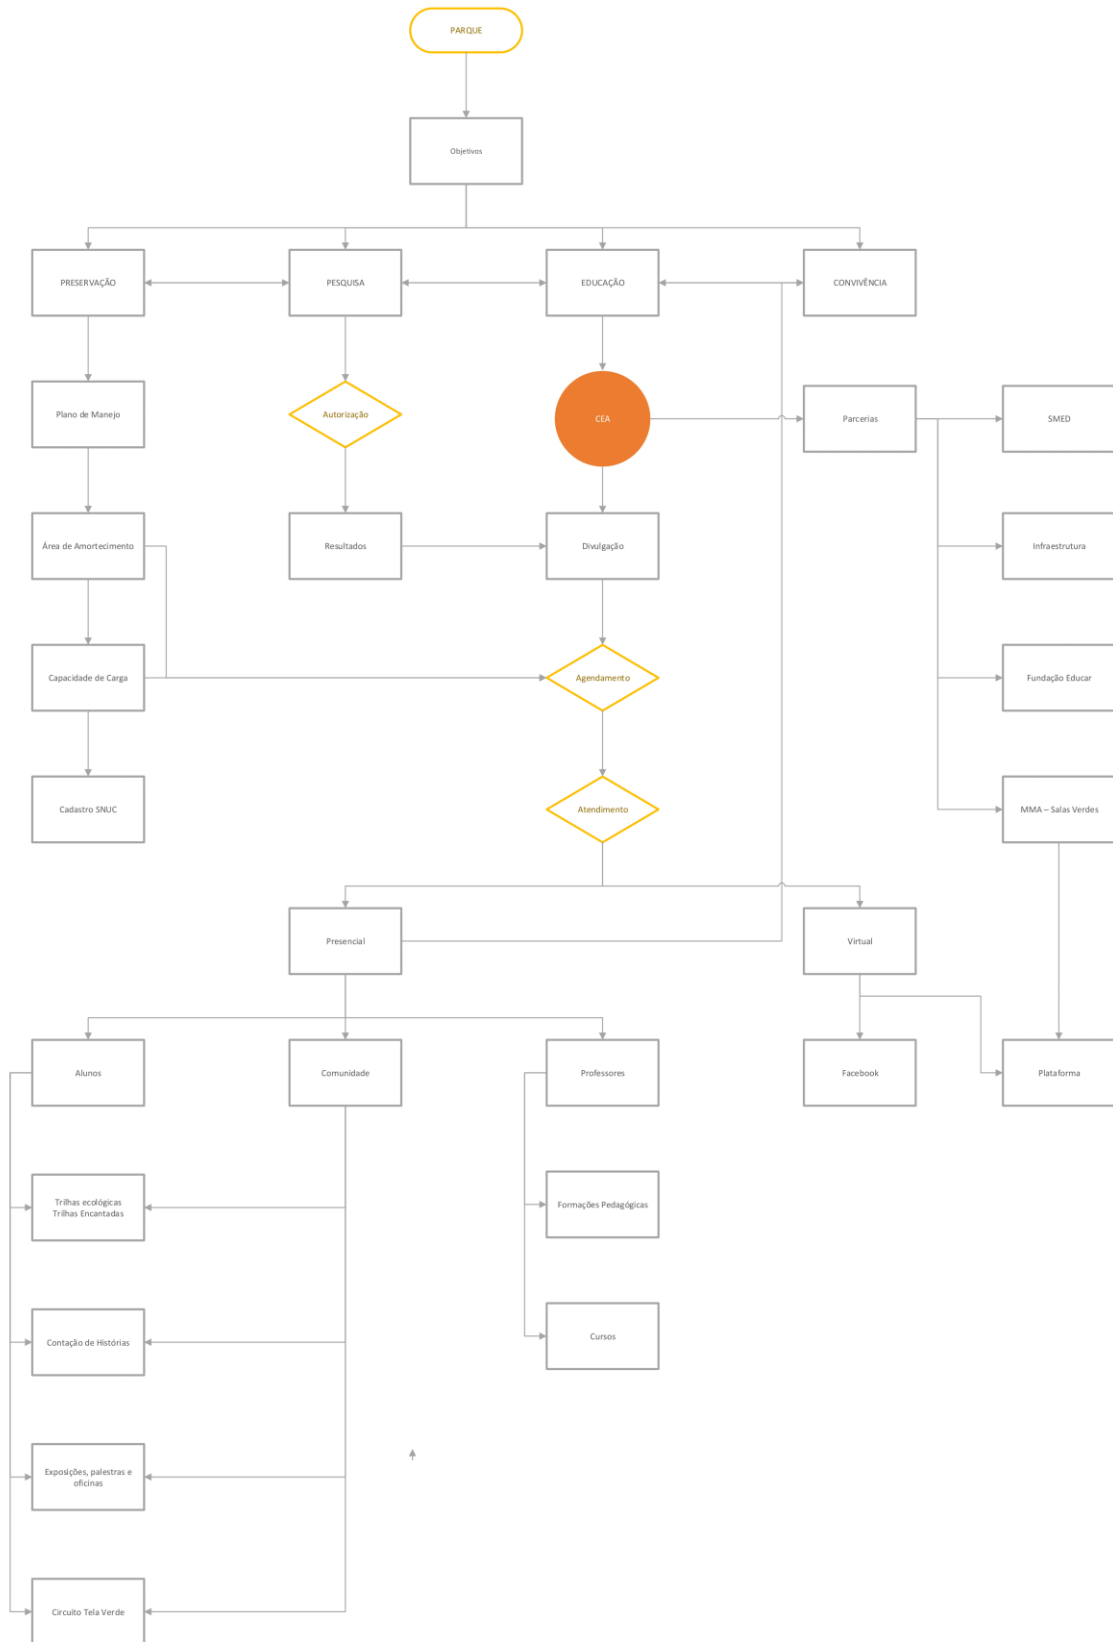 PARQUE
Objetivos
PRESERVAÇÃO
PESQUISA
EDUCAÇÃO
CONVIVÊNCIA
Plano de Manejo
Autorização
CEA
Parcerias
SMED
Área de Amortecimento
Resultados
Divulgação
Infraestrutura
Capacidade de Carga
Agendamento
Fundação Educar
Cadastro SNUC
Atendimento
MMA – Salas Verdes
Presencial
Virtual
Alunos
Comunidade
Professores
Facebook
Plataforma
Trilhas ecológicas
Trilhas Encantadas
Formações Pedagógicas
Contação de Histórias
Cursos
Exposições, palestras e
oficinas
Circuito Tela Verde